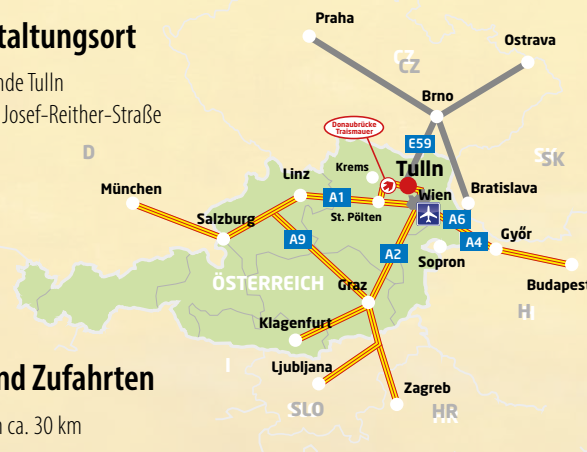 taltungsort
nde Tulln
Josef-Reither-Straße
Praha
Ostrava
CZ
Brno
Donaubrücke
Traismauer
E59
D
SK
Krems
Tulln
München
Linz
A1
Wien
Bratislava
St. Pölten
Salzburg
A6
A9
A4
Győr
A2
Sopron
ÖSTERREICH
Graz
Budapest
H
Klagenfurt
I
Ljubljana
nd Zufahrten
Zagreb
SLO
HR
ca. 30 km